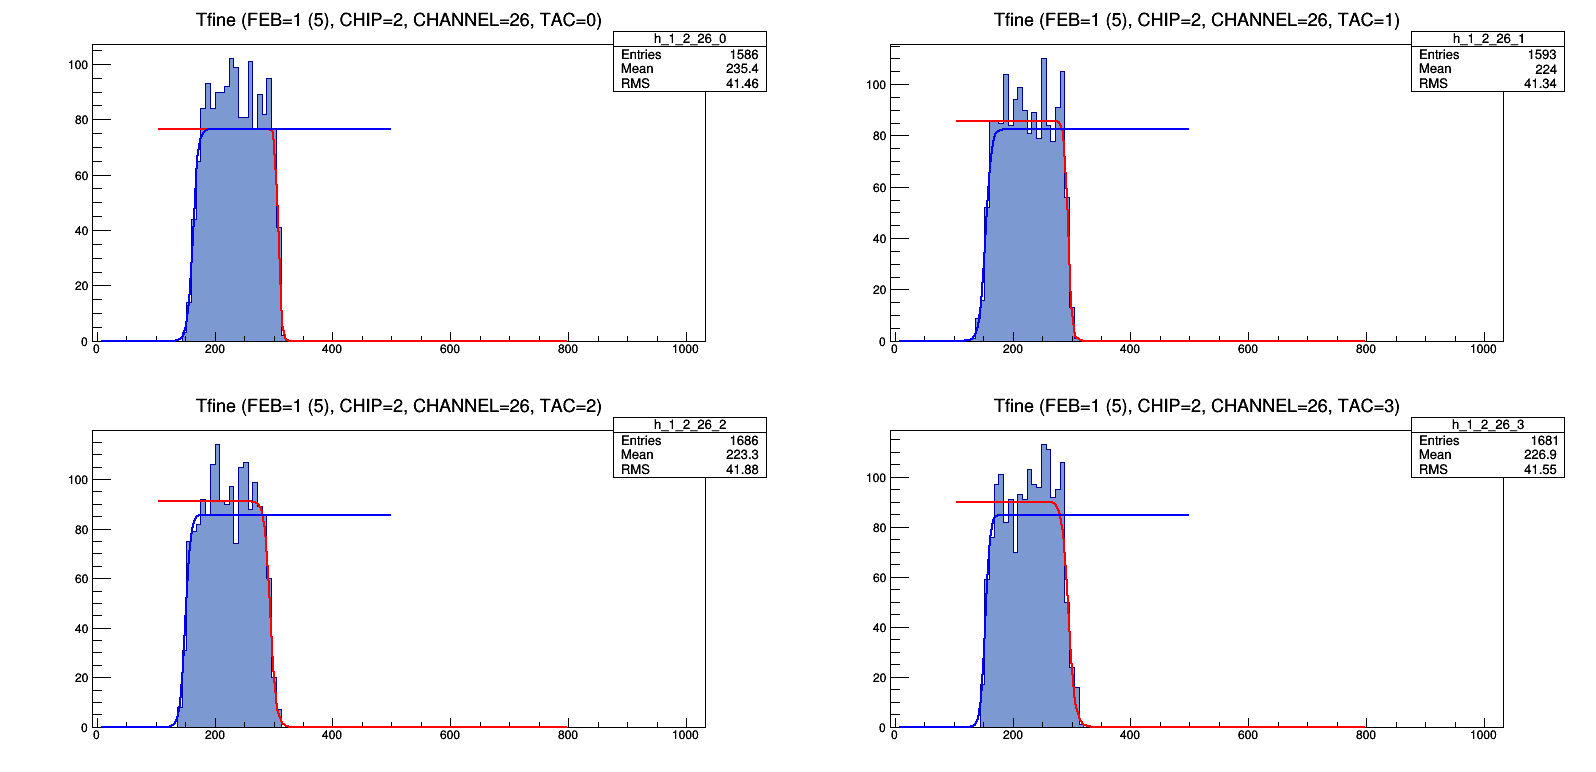 Tfine (FEB=1 (5), CHIP=2, CHANNEL=26, TAC=0)
h_1_2_26_0
Entries 1586
Mean 235.4
RMS 41.46
100
80
60
40
20
0
0 200 400 600 800 1000
Tfine (FEB=1 (5), CHIP=2, CHANNEL=26, TAC=1)
h_1_2_26_1
Entries 1593
Mean 224
RMS 41.34
100
80
60
40
20
0
0 200 400 600 800 1000
Tfine (FEB=1 (5), CHIP=2, CHANNEL=26, TAC=2)
h_1_2_26_2
Entries 1686
Mean 223.3
RMS 41.88
100
80
60
40
20
0
0 200 400 600 800 1000
Tfine (FEB=1 (5), CHIP=2, CHANNEL=26, TAC=3)
h_1_2_26_3
Entries 1681
Mean 226.9
RMS 41.55
100
80
60
40
20
0
0 200 400 600 800 1000